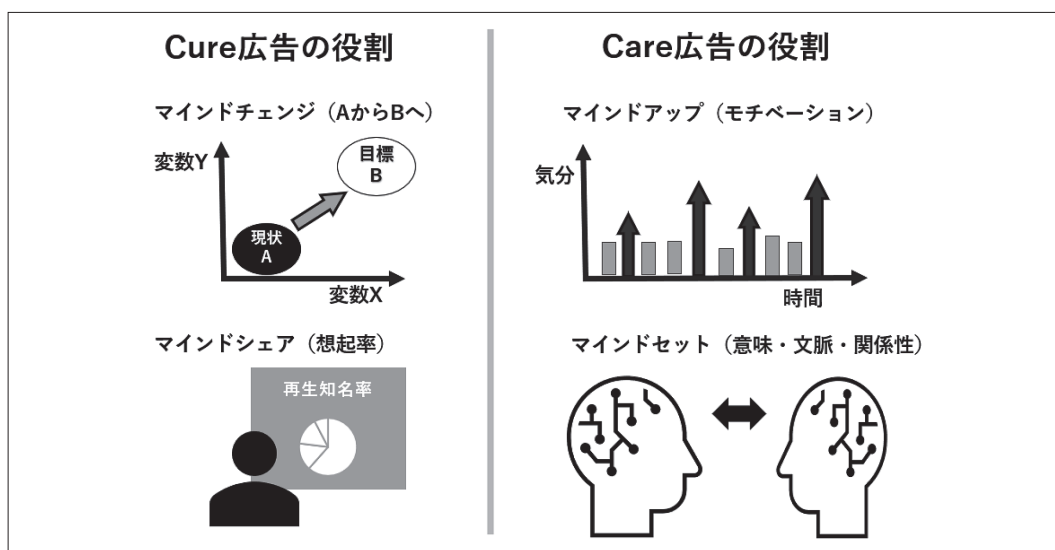 Cure広告の役割
マインドチェンジ（AからBへ）
変数Y
目標
B
現状
A
変数X
マインドシェア（想起率）
再生知名率
Care広告の役割
マインドアップ（モチベーション）
気分
時間
マインドセット（意味・文脈・関係性）